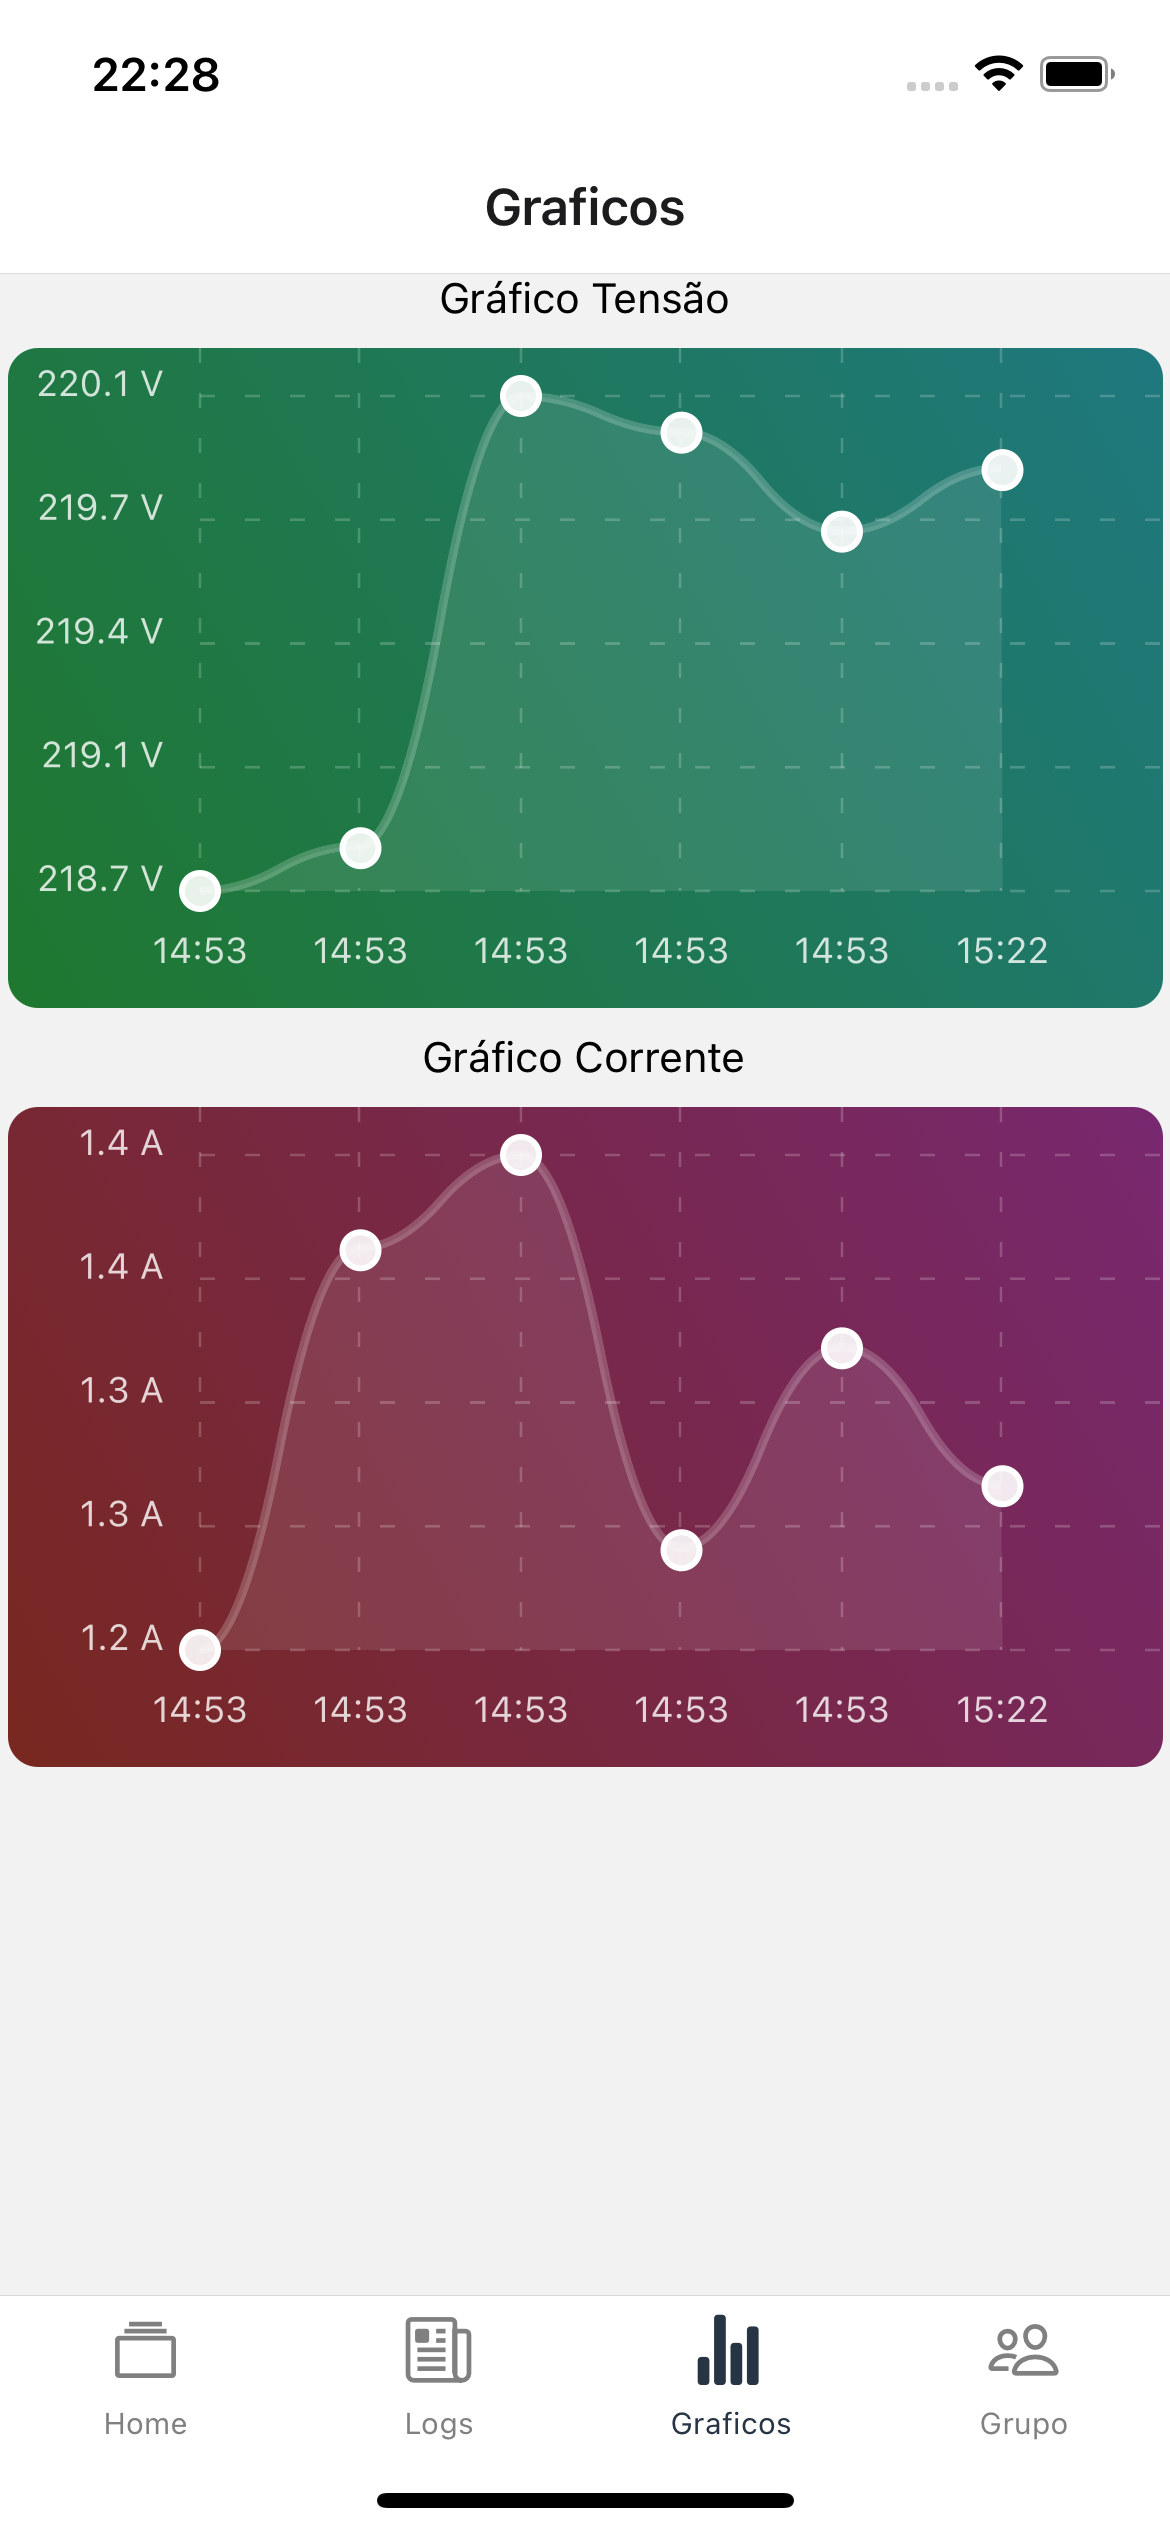 22:28
Graficos
Gráfico Tensão
220.1 V
219.7 V
219.4 V
219.1 V
218.7 V
14:53 14:53 14:53 14:53 14:53 15:22
Gráfico Corrente
1.4 A
1.4 A
1.3 A
1.3 A
1.2 A
14:53 14:53 14:53 14:53 14:53 15:22
Home Logs Graficos Grupo